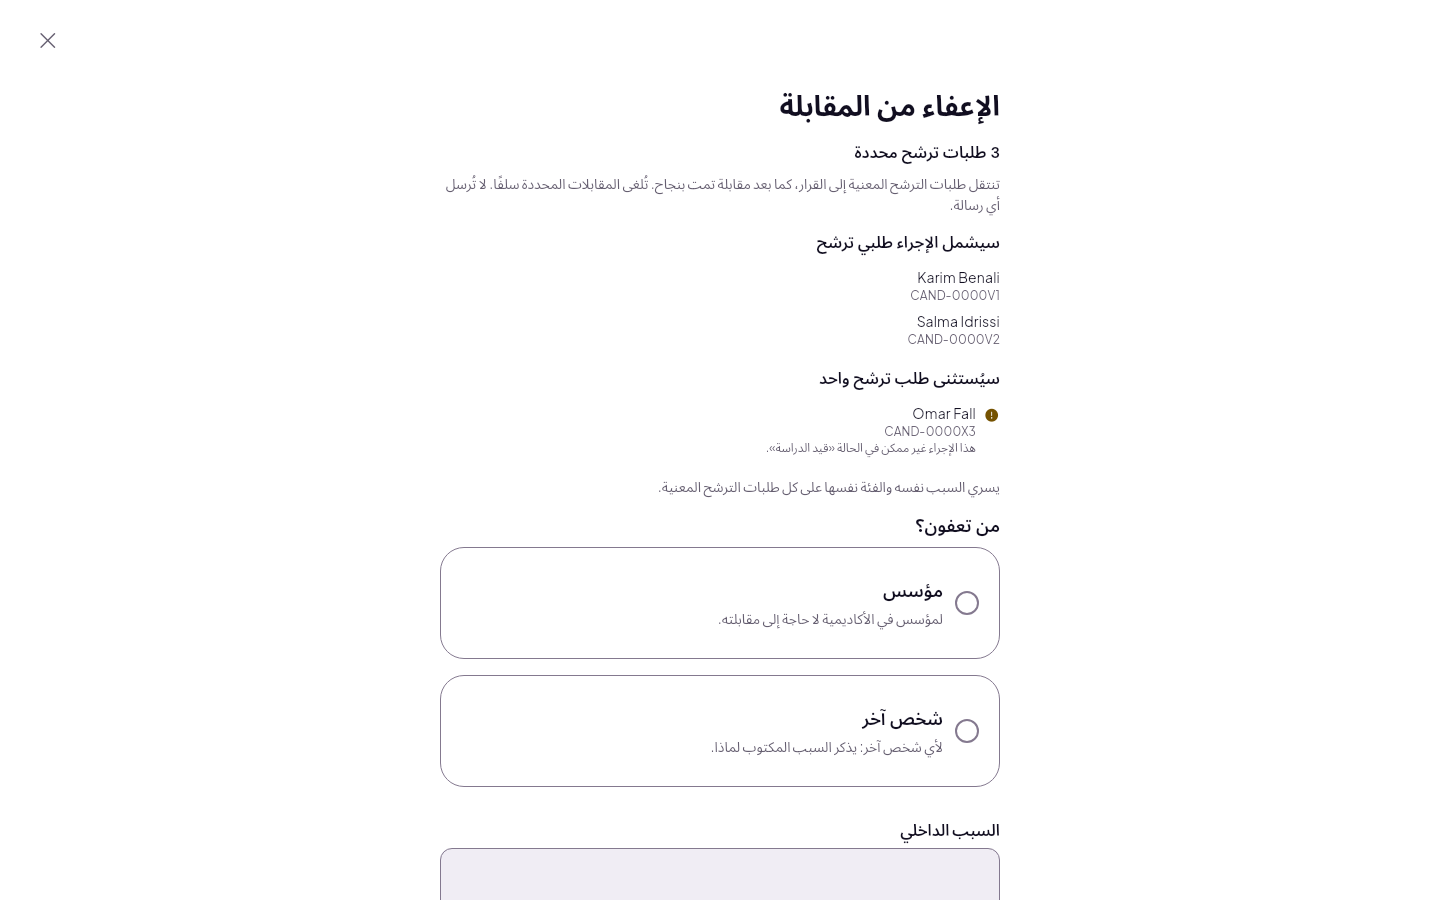 الإعفاء من المقابلة
3 طلبات ترشح محددة
تنتقل طلبات الترشح المعنية إلى القرار، كما بعد مقابلة تمت بنجاح. تُلغى المقابلات المحددة سلفًا. لا تُرسل
أي رسالة.
سيشمل الإجراء طلبي ترشح
Karim Benali
CAND-0000V1
Salma Idrissi
CAND-0000V2
سيُستثنى طلب ترشح واحد
Omar Fall
CAND-0000X3
هذا الإجراء غير ممكن في الحالة «قيد الدراسة».
يسري السبب نفسه والفئة نفسها على كل طلبات الترشح المعنية.
من تعفون؟
مؤسس
لمؤسس في الأكاديمية لا حاجة إلى مقابلته.
شخص آخر
لأي شخص آخر: يذكر السبب المكتوب لماذا.
السبب الداخلي